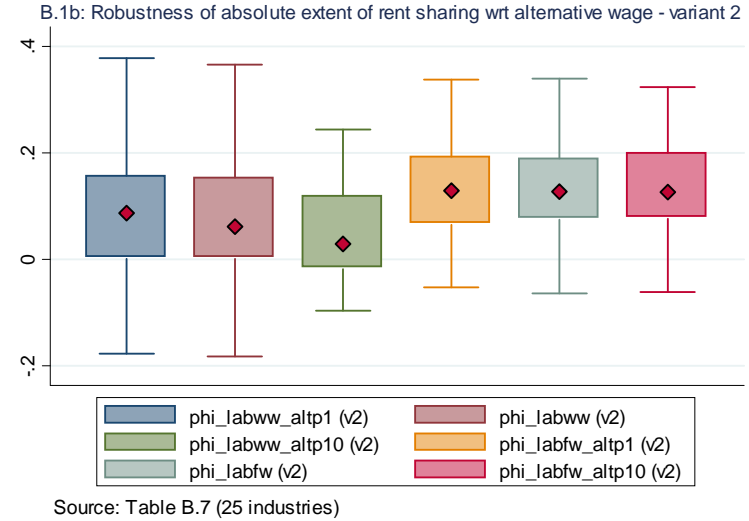 B.1b: Robustness of absolute extent of rent sharing wrt alternative wage - variant 2
.4
.2
0
-.2
phi_labww_altp1 (v2) phi_labww (v2)
phi_labww_altp10 (v2) phi_labfw_altp1 (v2)
phi_labfw (v2) phi_labfw_altp10 (v2)
Source: Table B.7 (25 industries)